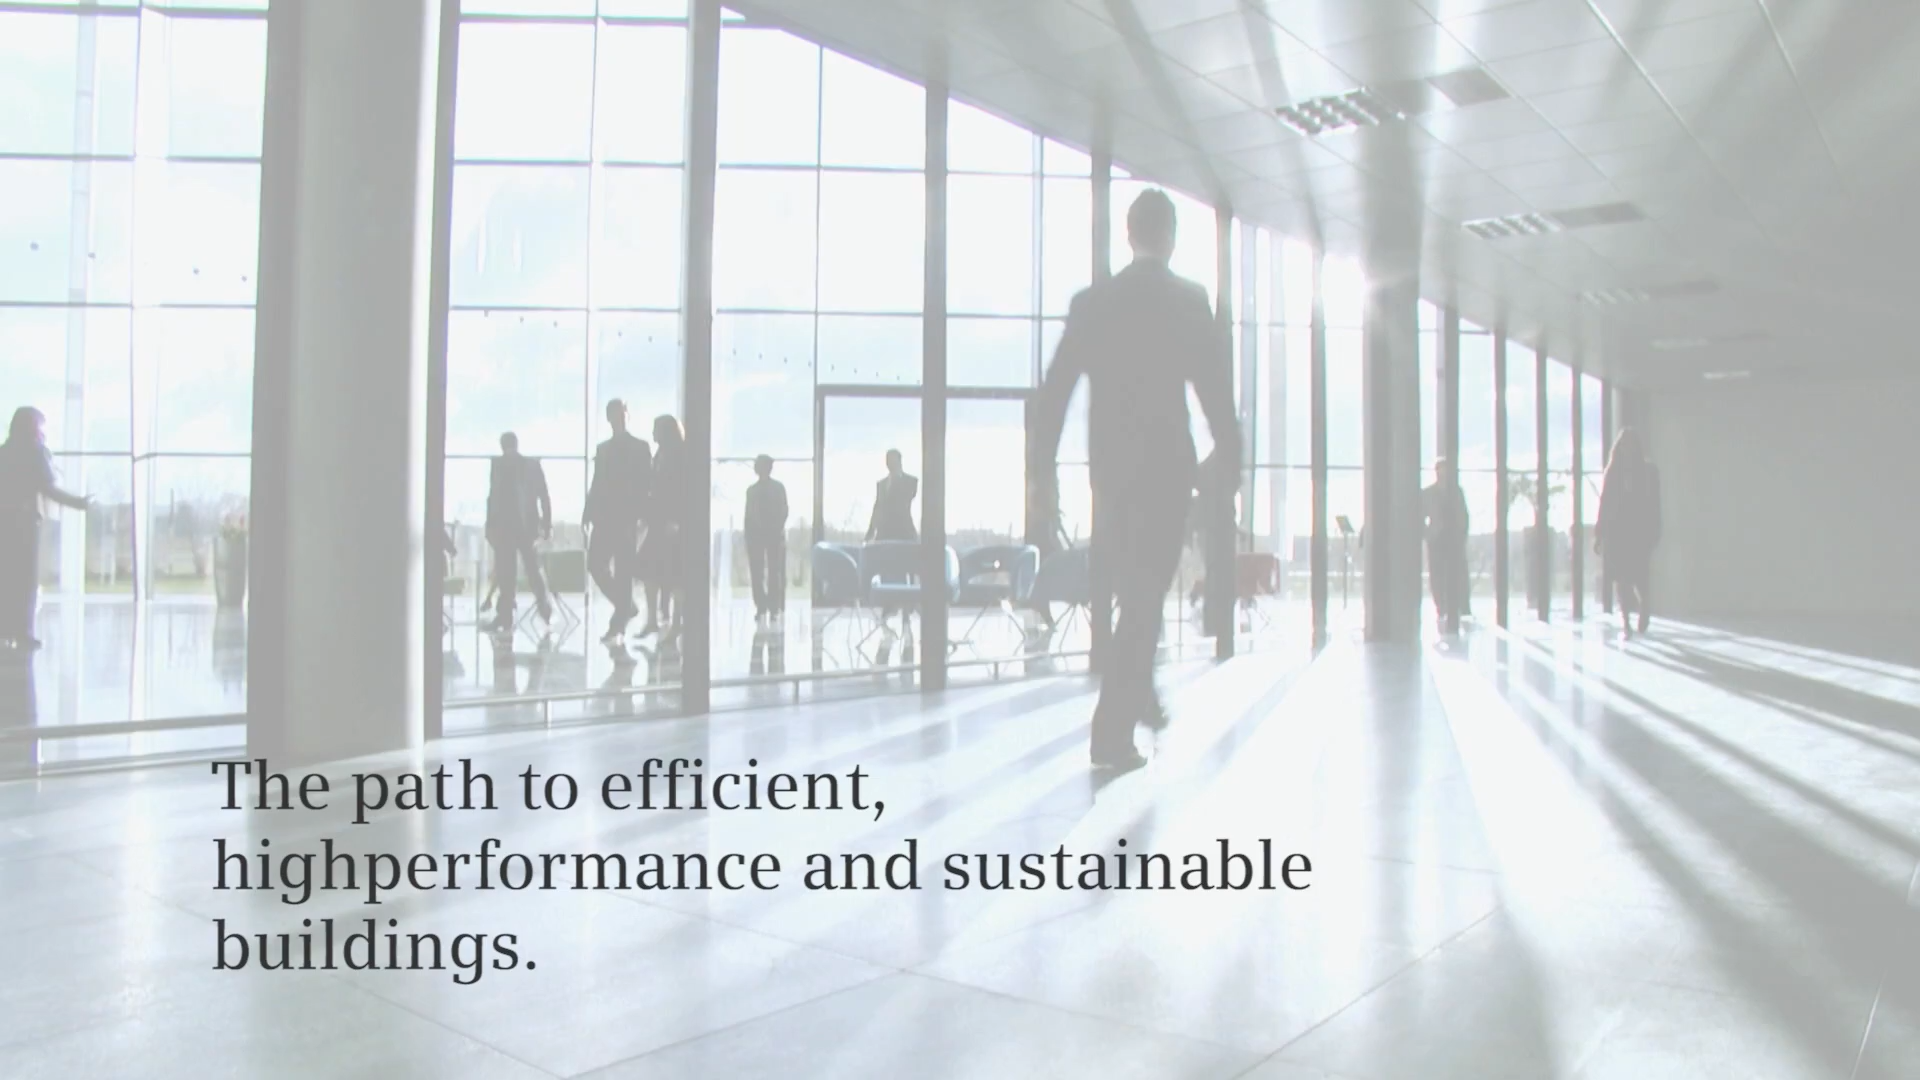 The path to efficient,
highperformance and sustainable
buildings.